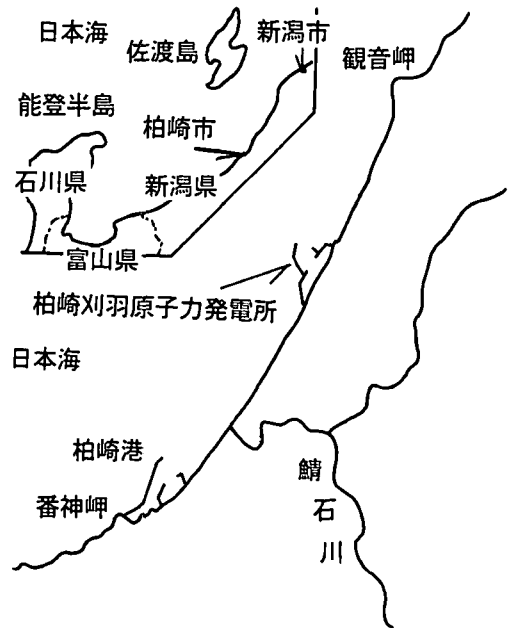 日本海
佐渡島
新潟市
観音岬
能登半島
柏崎市
石川県
新潟県
富山県
柏崎刈羽原子力発電所
日本海
柏崎港
番神岬
鯖石川